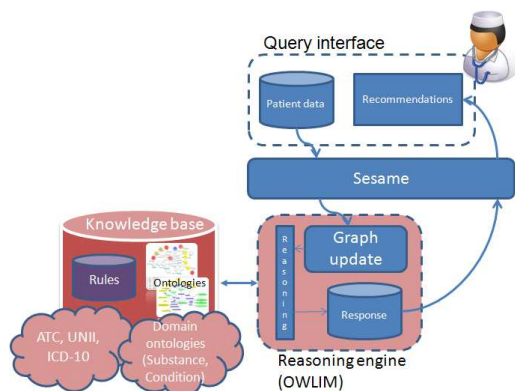 Query interface
Patient data
Recommendations
Sesame
Knowledge base
Rules
Ontologies
ATC, UNII,
ICD-10
Domain
ontologies
(Substance,
Condition)
Reasoning
Graph
update
Response
Reasoning engine
(OWLIM)